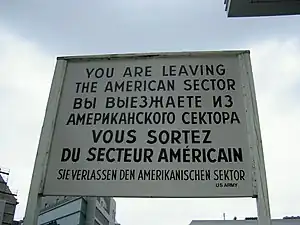 YOU ARE LEAVING
THE AMERICAN SECTOR
ВЫ ВЫЕЗЖАЕТЕ ИЗ
АМЕРИКАНСКОГО СЕКТОРА
VOUS SORTEZ
DU SECTEUR AMÉRICAIN
SIE VERLASSEN DEN AMERIKANISCHEN SEKTOR
US ARMY